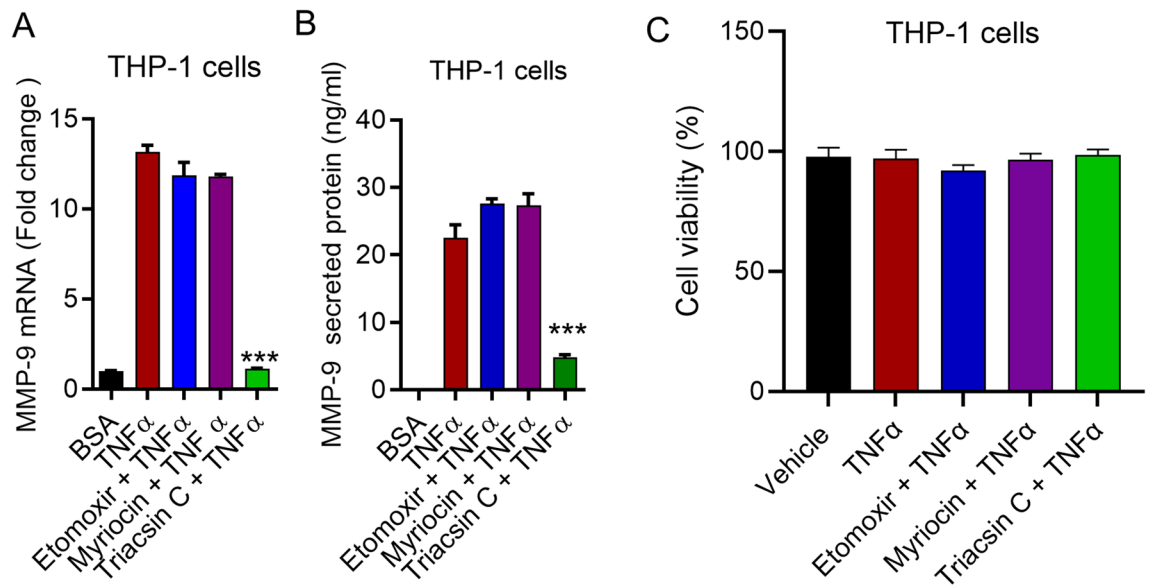 A
THP-1 cells
MMP-9 mRNA (Fold change )
15
10
5
0
***
BSA
TNFα
Etomoxir + TNFα
Myriocin + TNF α
Triacsin C + TNFα
B
THP-1 cells
MMP-9 secreted protein (ng/ml)
40
30
20
10
0
***
BSA
TNFα
Etomoxir + TNFα
Myriocin + TNFα
Triacsin C + TNFα
C
THP-1 cells
Cell viability (%)
150
100
50
0
Vehicle
TNFα
Etomoxir + TNFα
Myriocin + TNFα
Triacsin C + TNFα